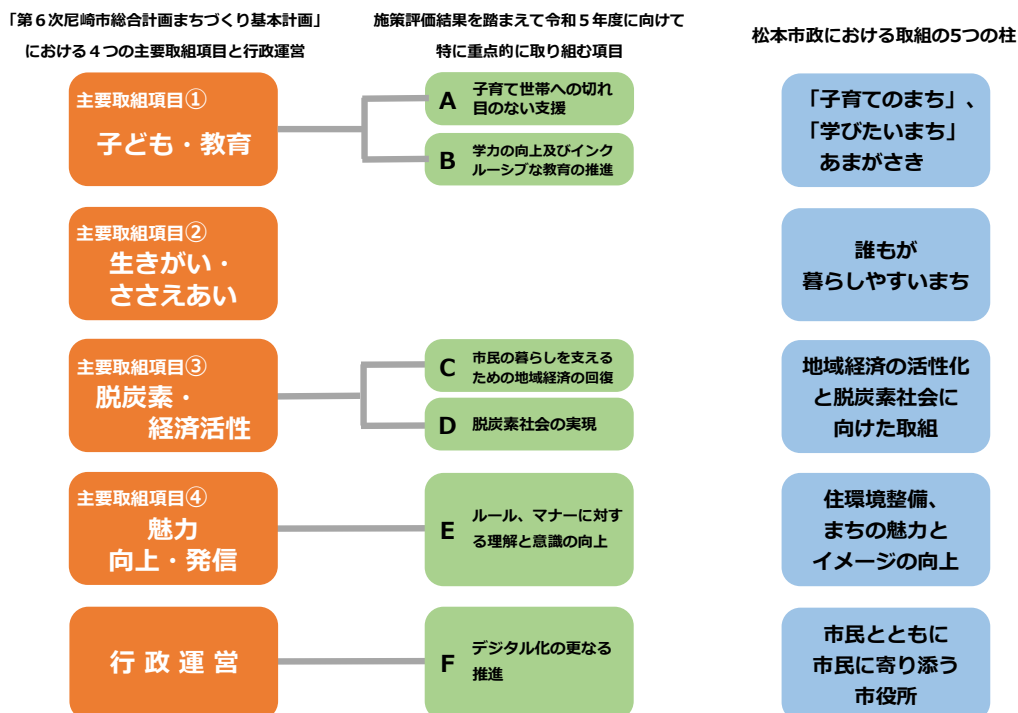 「第６次尼崎市総合計画まちづくり基本計画」
における４つの主要取組項目と行政運営
施策評価結果を踏まえて令和５年度に向けて
特に重点的に取り組む項目
松本市政における取組の5つの柱
主要取組項目①
子ども・教育
A
子育て世帯への切れ
目のない支援
B
学力の向上及びインク
ルーシブな教育の推進
「子育てのまち」、
「学びたいまち」
あまがさき
主要取組項目②
生きがい・
ささえあい
誰もが
暮らしやすいまち
主要取組項目③
脱炭素・
経済活性
C
市民の暮らしを支える
ための地域経済の回復
D
脱炭素社会の実現
地域経済の活性化
と脱炭素社会に
向けた取組
主要取組項目④
魅力
向上・発信
E
ルール、マナーに対す
る理解と意識の向上
住環境整備、
まちの魅力と
イメージの向上
行 政 運 営
F
デジタル化の更なる
推進
市民とともに
市民に寄り添う
市役所